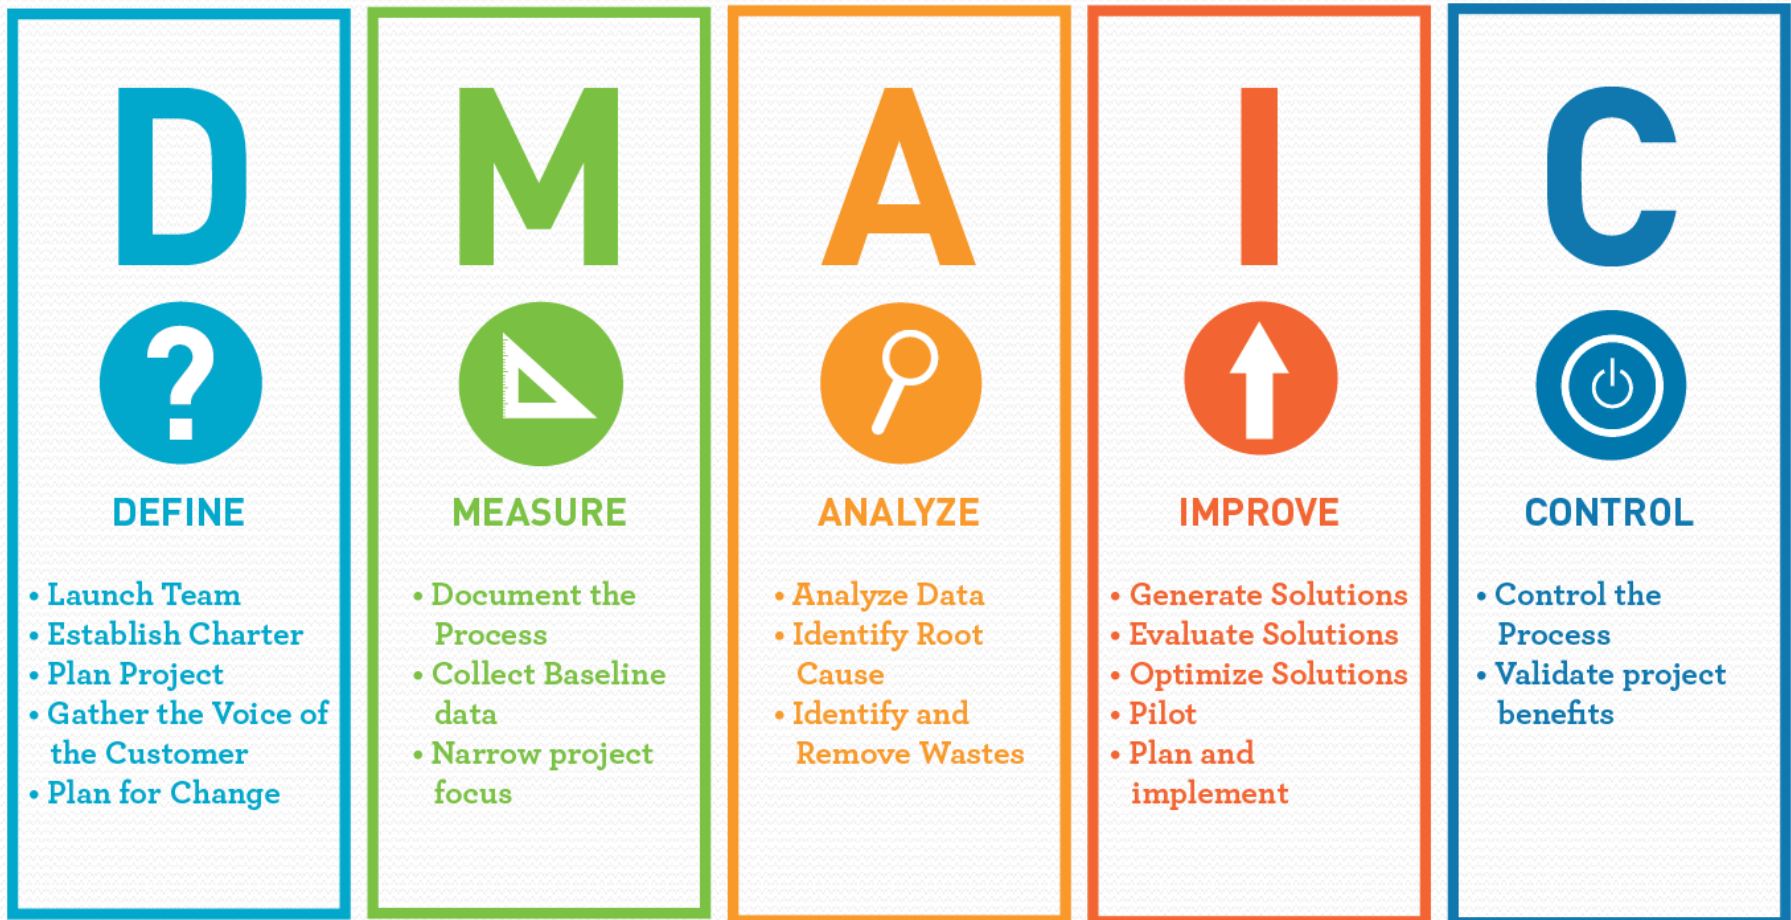 D
?
DEFINE
• Launch Team
• Establish Charter
• Plan Project
• Gather the Voice of
the Customer
• Plan for Change
M
MEASURE
• Document the
Process
• Collect Baseline
data
• Narrow project
focus
A
ANALYZE
• Analyze Data
• Identify Root
Cause
• Identify and
Remove Wastes
I
IMPROVE
• Generate Solutions
• Evaluate Solutions
• Optimize Solutions
• Pilot
• Plan and
implement
C
CONTROL
• Control the
Process
• Validate project
benefits